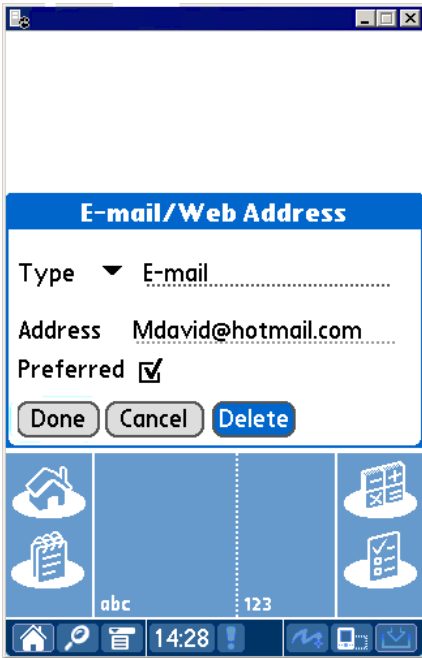 E-mail/Web Address
Type E-mail
Address Mdavid@hotmail.com
Preferred
Done Cancel Delete
abc 123
14:28